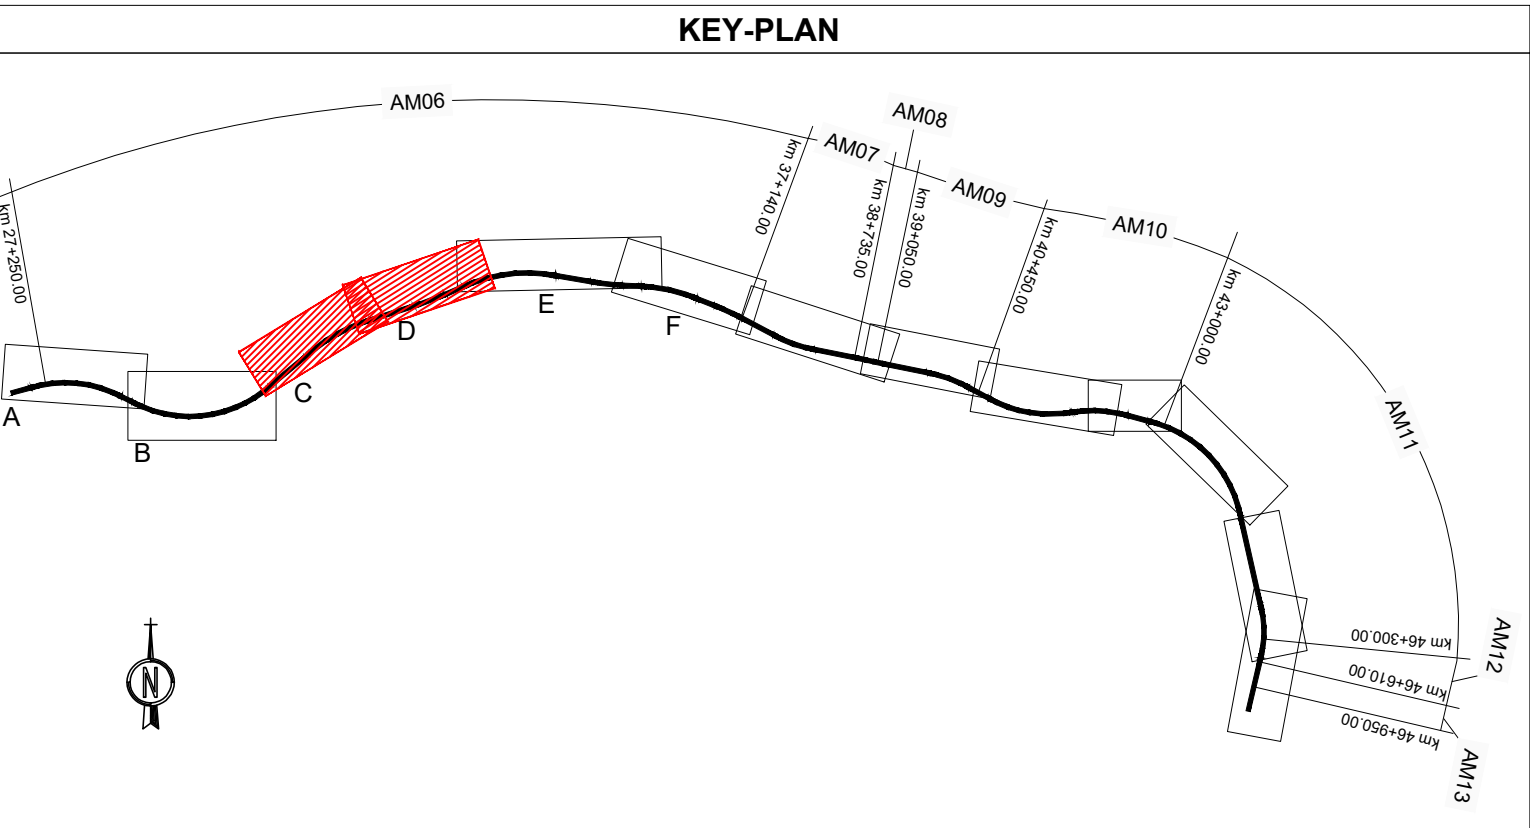 KEY-PLAN
AM06
AM07
AM08
AM09
AM10
AM11
AM12
AM13
km 27+250.00
km 37+140.00
km 38+735.00
km 39+050.00
km 40+450.00
km 43+000.00
km 46+300.00
km 46+610.00
km 46+950.00
A
B
C
D
E
F
N